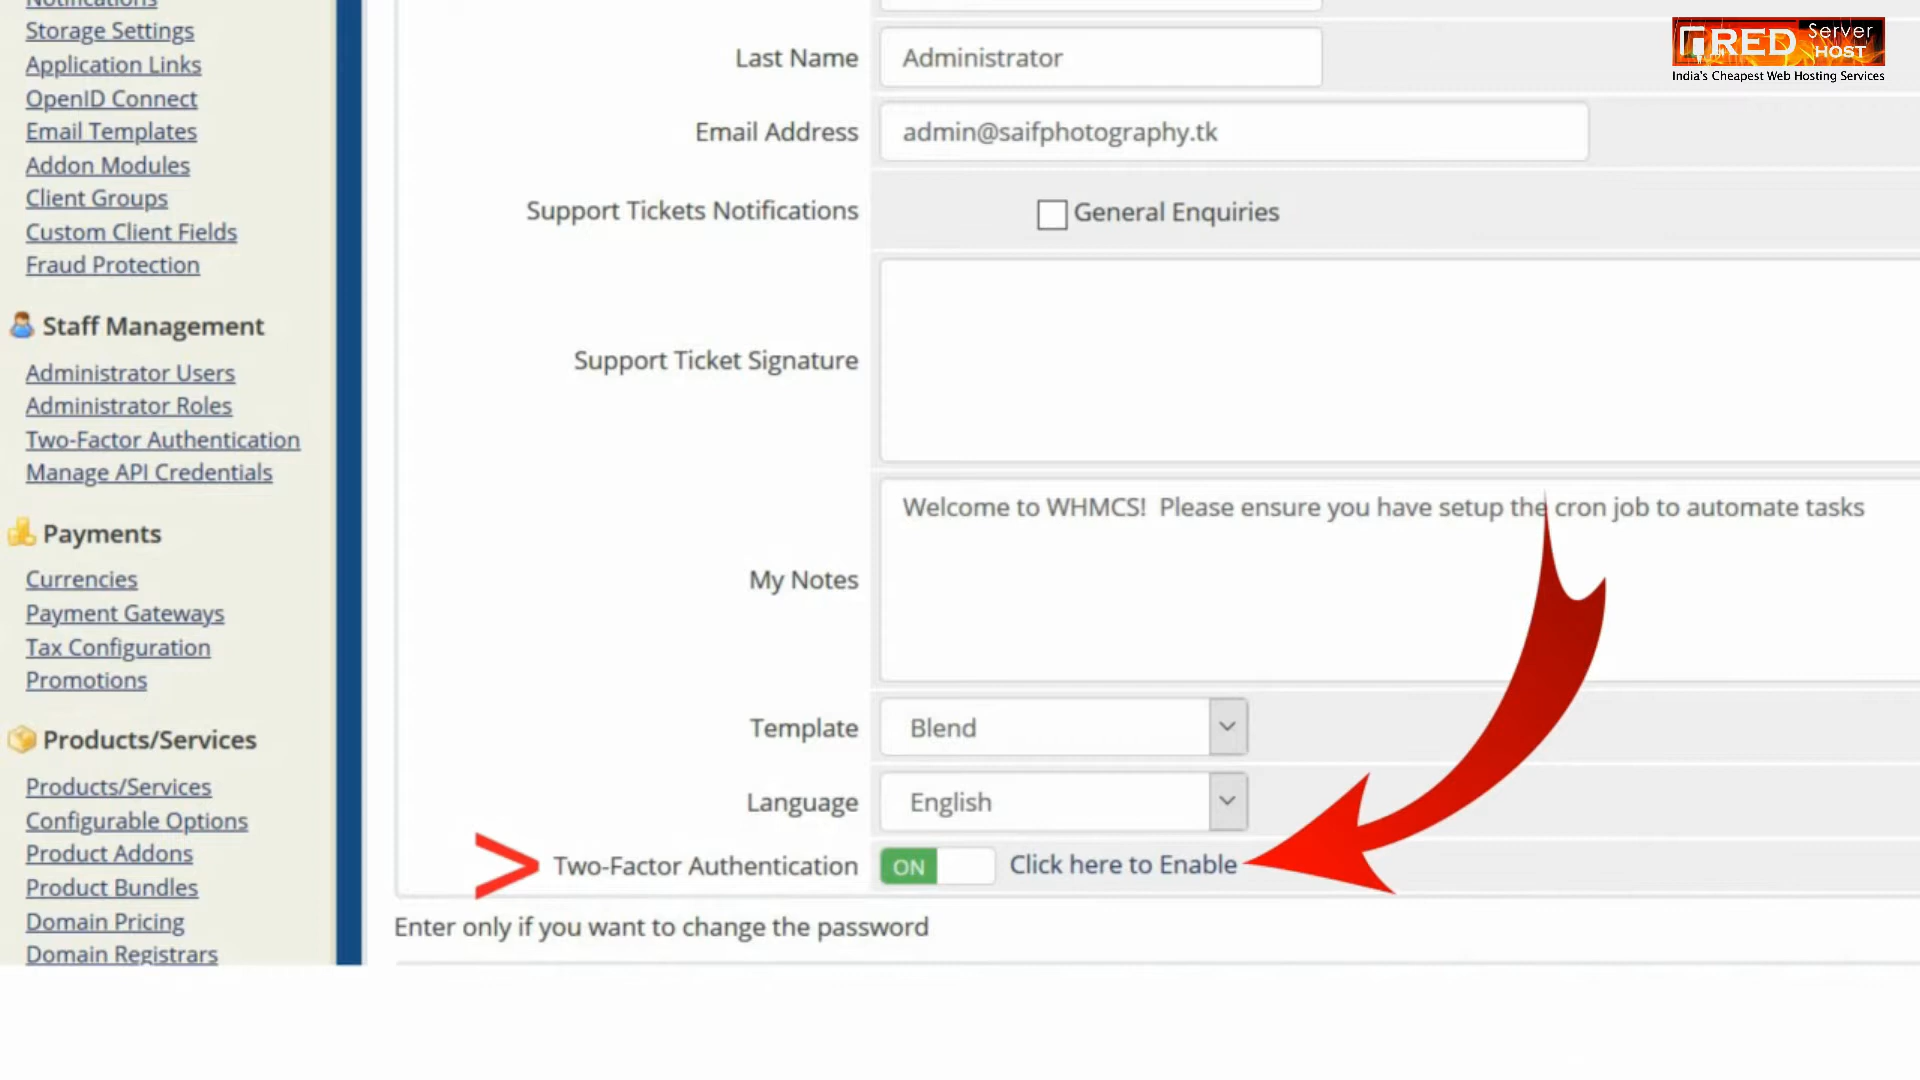 Notifications
Storage Settings
Application Links
OpenID Connect
Email Templates
Addon Modules
Client Groups
Custom Client Fields
Fraud Protection
Staff Management
Administrator Users
Administrator Roles
Two-Factor Authentication
Manage API Credentials
Payments
Currencies
Payment Gateways
Tax Configuration
Promotions
Products/Services
Products/Services
Configurable Options
Product Addons
Product Bundles
Domain Pricing
Domain Registrars
Last Name Administrator
Email Address admin@saifphotography.tk
Support Tickets Notifications General Enquiries
Support Ticket Signature
Welcome to WHMCS! Please ensure you have setup the cron job to automate tasks
My Notes
Template Blend
Language English
> Two-Factor Authentication ON Click here to Enable
Enter only if you want to change the password
RED Server HOST
India's Cheapest Web Hosting Services